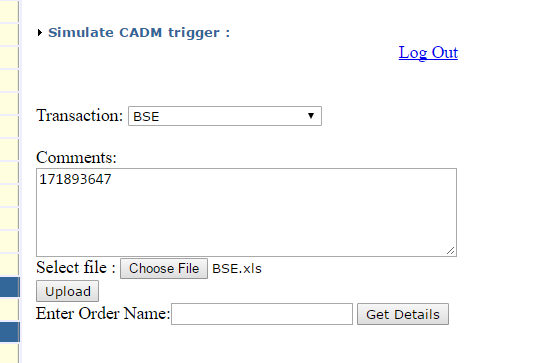 Simulate CADM trigger :
Log Out
Transaction: BSE
Comments:
171893647
Select file : Choose File BSE.xls
Upload
Enter Order Name: Get Details